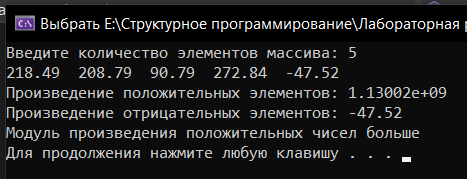 Выбрать E:\Структурное программирование\Лабораторная
Введите количество элементов массива: 5
218.49  208.79  90.79  272.84  -47.52
Произведение положительных элементов: 1.13002e+09
Произведение отрицательных элементов: -47.52
Модуль произведения положительных чисел больше
Для продолжения нажмите любую клавишу . . .